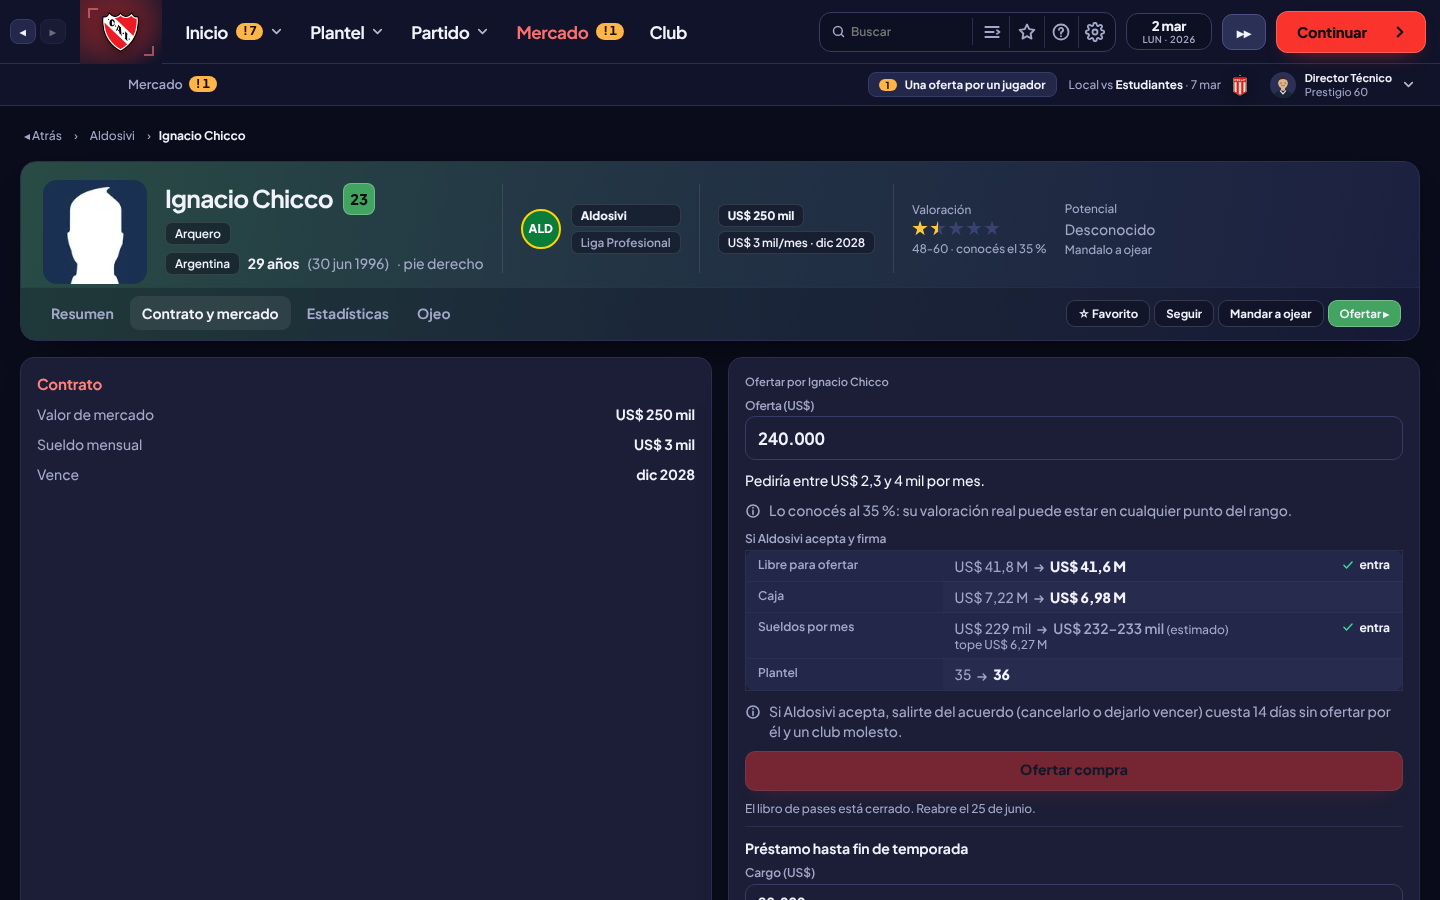 Inicio !7
Plantel
Partido
Mercado !1
Club
Buscar
2 mar
LUN · 2026
Continuar
Mercado !1
1 Una oferta por un jugador
Local vs Estudiantes · 7 mar
Director Técnico
Prestigio 60
Atrás › Aldosivi › Ignacio Chicco
Ignacio Chicco 23
Arquero
Argentina 29 años (30 jun 1996) · pie derecho
ALD
Aldosivi
Liga Profesional
US$ 250 mil
US$ 3 mil/mes · dic 2028
Valoración
48-60 · conocés el 35 %
Potencial
Desconocido
Mandalo a ojear
Resumen
Contrato y mercado
Estadísticas
Ojeo
Favorito
Seguir
Mandar a ojear
Ofertar
Contrato
Valor de mercado US$ 250 mil
Sueldo mensual US$ 3 mil
Vence dic 2028
Ofertar por Ignacio Chicco
Oferta (US$)
240.000
Pediría entre US$ 2,3 y 4 mil por mes.
Lo conocés al 35 %: su valoración real puede estar en cualquier punto del rango.
Si Aldosivi acepta y firma
Libre para ofertar US$ 41,8 M → US$ 41,6 M entra
Caja US$ 7,22 M → US$ 6,98 M
Sueldos por mes US$ 229 mil → US$ 232–233 mil (estimado) entra
tope US$ 6,27 M
Plantel 35 → 36
Si Aldosivi acepta, salirte del acuerdo (cancelarlo o dejarlo vencer) cuesta 14 días sin ofertar por
él y un club molesto.
Ofertar compra
El libro de pases está cerrado. Reabre el 25 de junio.
Préstamo hasta fin de temporada
Cargo (US$)